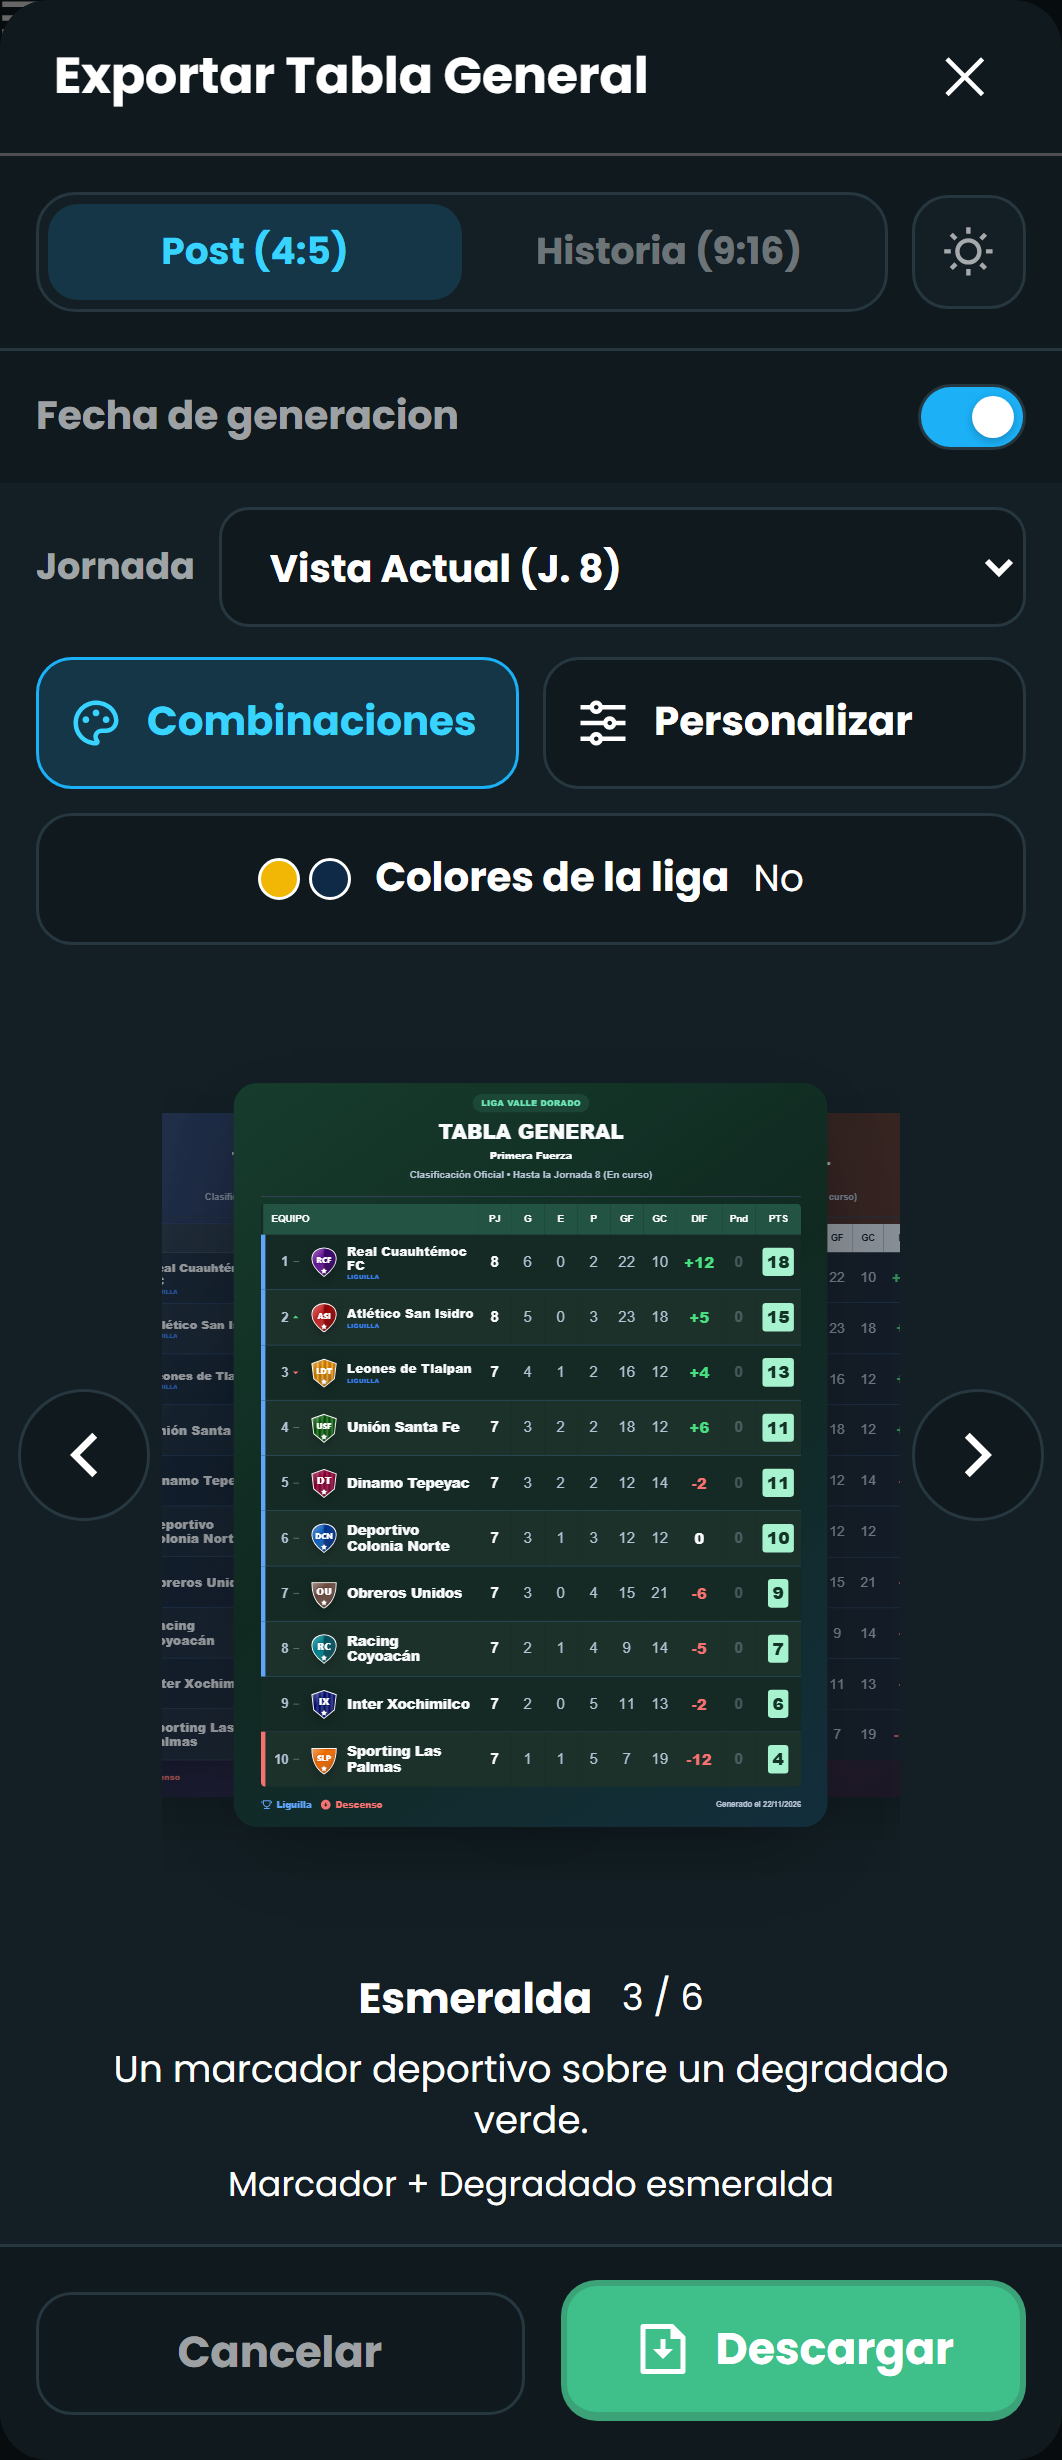 Exportar Tabla General
Post (4:5) Historia (9:16)
Fecha de generacion
Jornada Vista Actual (J. 8)
Combinaciones Personalizar
Colores de la liga No
LIGA VALLE DORADO
TABLA GENERAL
Primera Fuerza
Clasificación Oficial • Hasta la Jornada 8 (En curso)
EQUIPO PJ G E P GF GC DIF Pnd PTS
1 – RCF Real Cuauhtémoc FC LIGUILLA 8 6 0 2 22 10 +12 0 18
2 ASI Atlético San Isidro LIGUILLA 8 5 0 3 23 18 +5 0 15
3 LDT Leones de Tlalpan LIGUILLA 7 4 1 2 16 12 +4 0 13
4 – USF Unión Santa Fe 7 3 2 2 18 12 +6 0 11
5 – DT Dinamo Tepeyac 7 3 2 2 12 14 -2 0 11
6 – DCN Deportivo Colonia Norte 7 3 1 3 12 12 0 0 10
7 – OU Obreros Unidos 7 3 0 4 15 21 -6 0 9
8 – RC Racing Coyoacán 7 2 1 4 9 14 -5 0 7
9 – IX Inter Xochimilco 7 2 0 5 11 13 -2 0 6
10 – SLP Sporting Las Palmas 7 1 1 5 7 19 -12 0 4
Liguilla Descenso Generado el 22/11/2026
Esmeralda 3 / 6
Un marcador deportivo sobre un degradado
verde.
Marcador + Degradado esmeralda
Cancelar Descargar